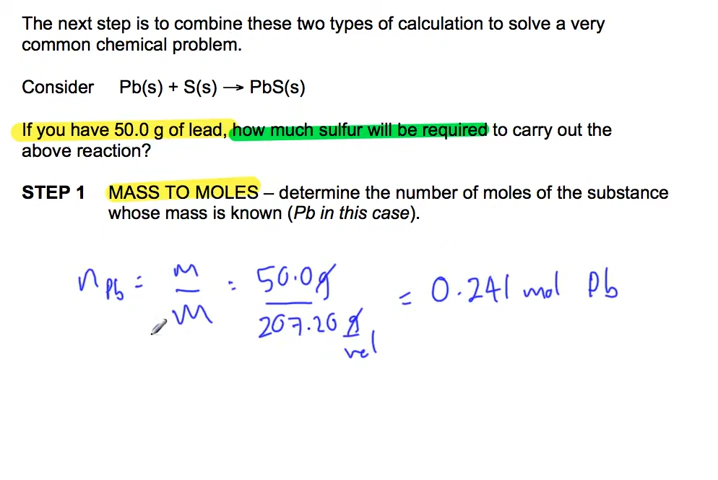 The next step is to combine these two types of calculation to solve a very
common chemical problem.
Consider Pb(s) + S(s) → PbS(s)
If you have 50.0 g of lead, how much sulfur will be required to carry out the
above reaction?
STEP 1 MASS TO MOLES – determine the number of moles of the substance
whose mass is known (Pb in this case).
n Pb = m / M = 50.0 g / 207.20 g/mol = 0.241 mol Pb